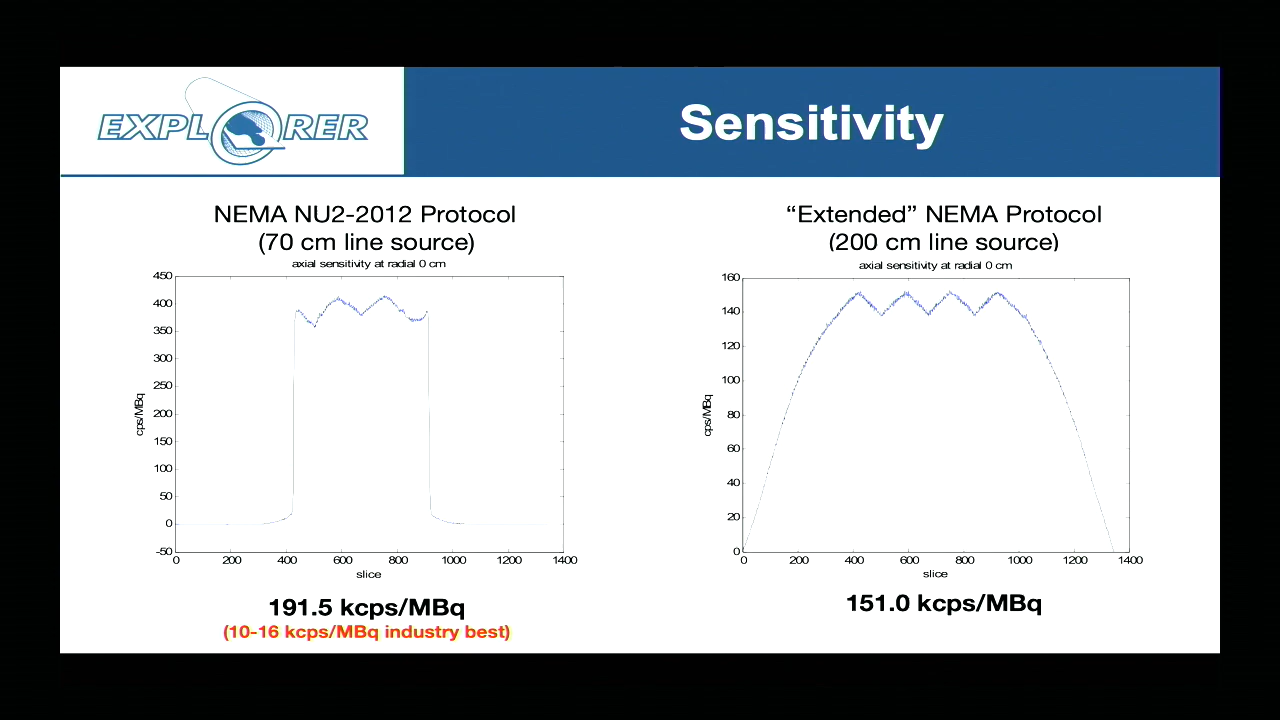 EXPLORER
Sensitivity
NEMA NU2-2012 Protocol
(70 cm line source)
axial sensitivity at radial 0 cm
450
400
350
300
250
200
150
100
50
0
-50
cps/MBq
0 200 400 600 800 1000 1200 1400
slice
191.5 kcps/MBq
(10-16 kcps/MBq industry best)
“Extended” NEMA Protocol
(200 cm line source)
axial sensitivity at radial 0 cm
160
140
120
100
80
60
40
20
0
cps/MBq
0 200 400 600 800 1000 1200 1400
slice
151.0 kcps/MBq